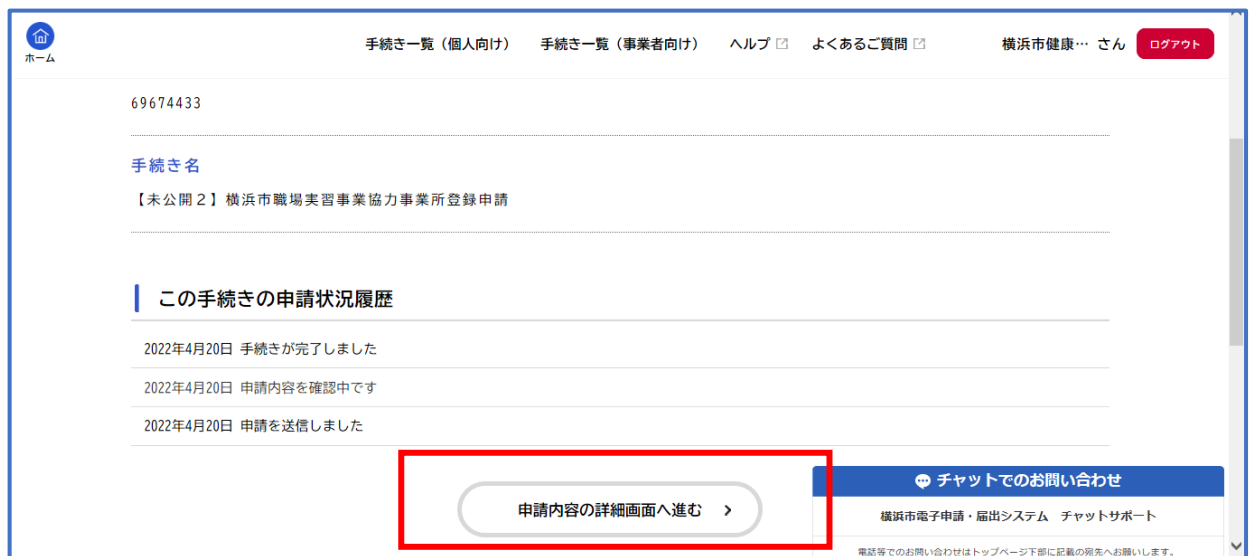 ホーム
手続き一覧（個人向け） 手続き一覧（事業者向け） ヘルプ よくあるご質問 横浜市健康… さん ログアウト
69674433
手続き名
【未公開２】横浜市職場実習事業協力事業所登録申請
この手続きの申請状況履歴
2022年4月20日 手続きが完了しました
2022年4月20日 申請内容を確認中です
2022年4月20日 申請を送信しました
申請内容の詳細画面へ進む
チャットでのお問い合わせ
横浜市電子申請・届出システム チャットサポート
電話等でのお問い合わせはトップページ下部に記載の宛先へお願いします。